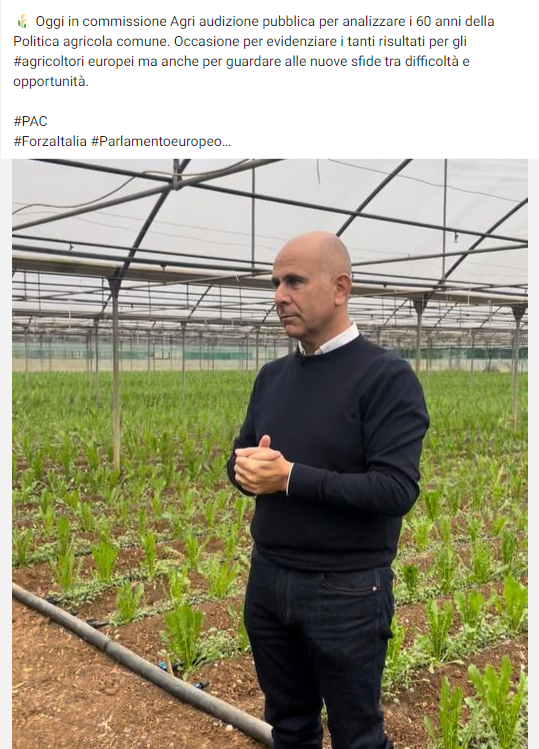 🌾 Oggi in commissione Agri audizione pubblica per analizzare i 60 anni della
Politica agricola comune. Occasione per evidenziare i tanti risultati per gli
#agricoltori europei ma anche per guardare alle nuove sfide tra difficoltà e
opportunità.
#PAC
#ForzaItalia #Parlamentoeuropeo...